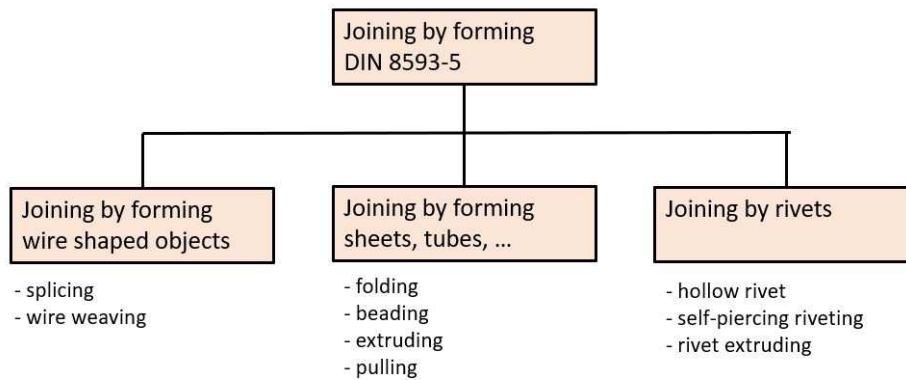 Joining by forming
DIN 8593-5
Joining by forming
wire shaped objects
- splicing
- wire weaving
Joining by forming
sheets, tubes, ...
- folding
- beading
- extruding
- pulling
Joining by rivets
- hollow rivet
- self-piercing riveting
- rivet extruding